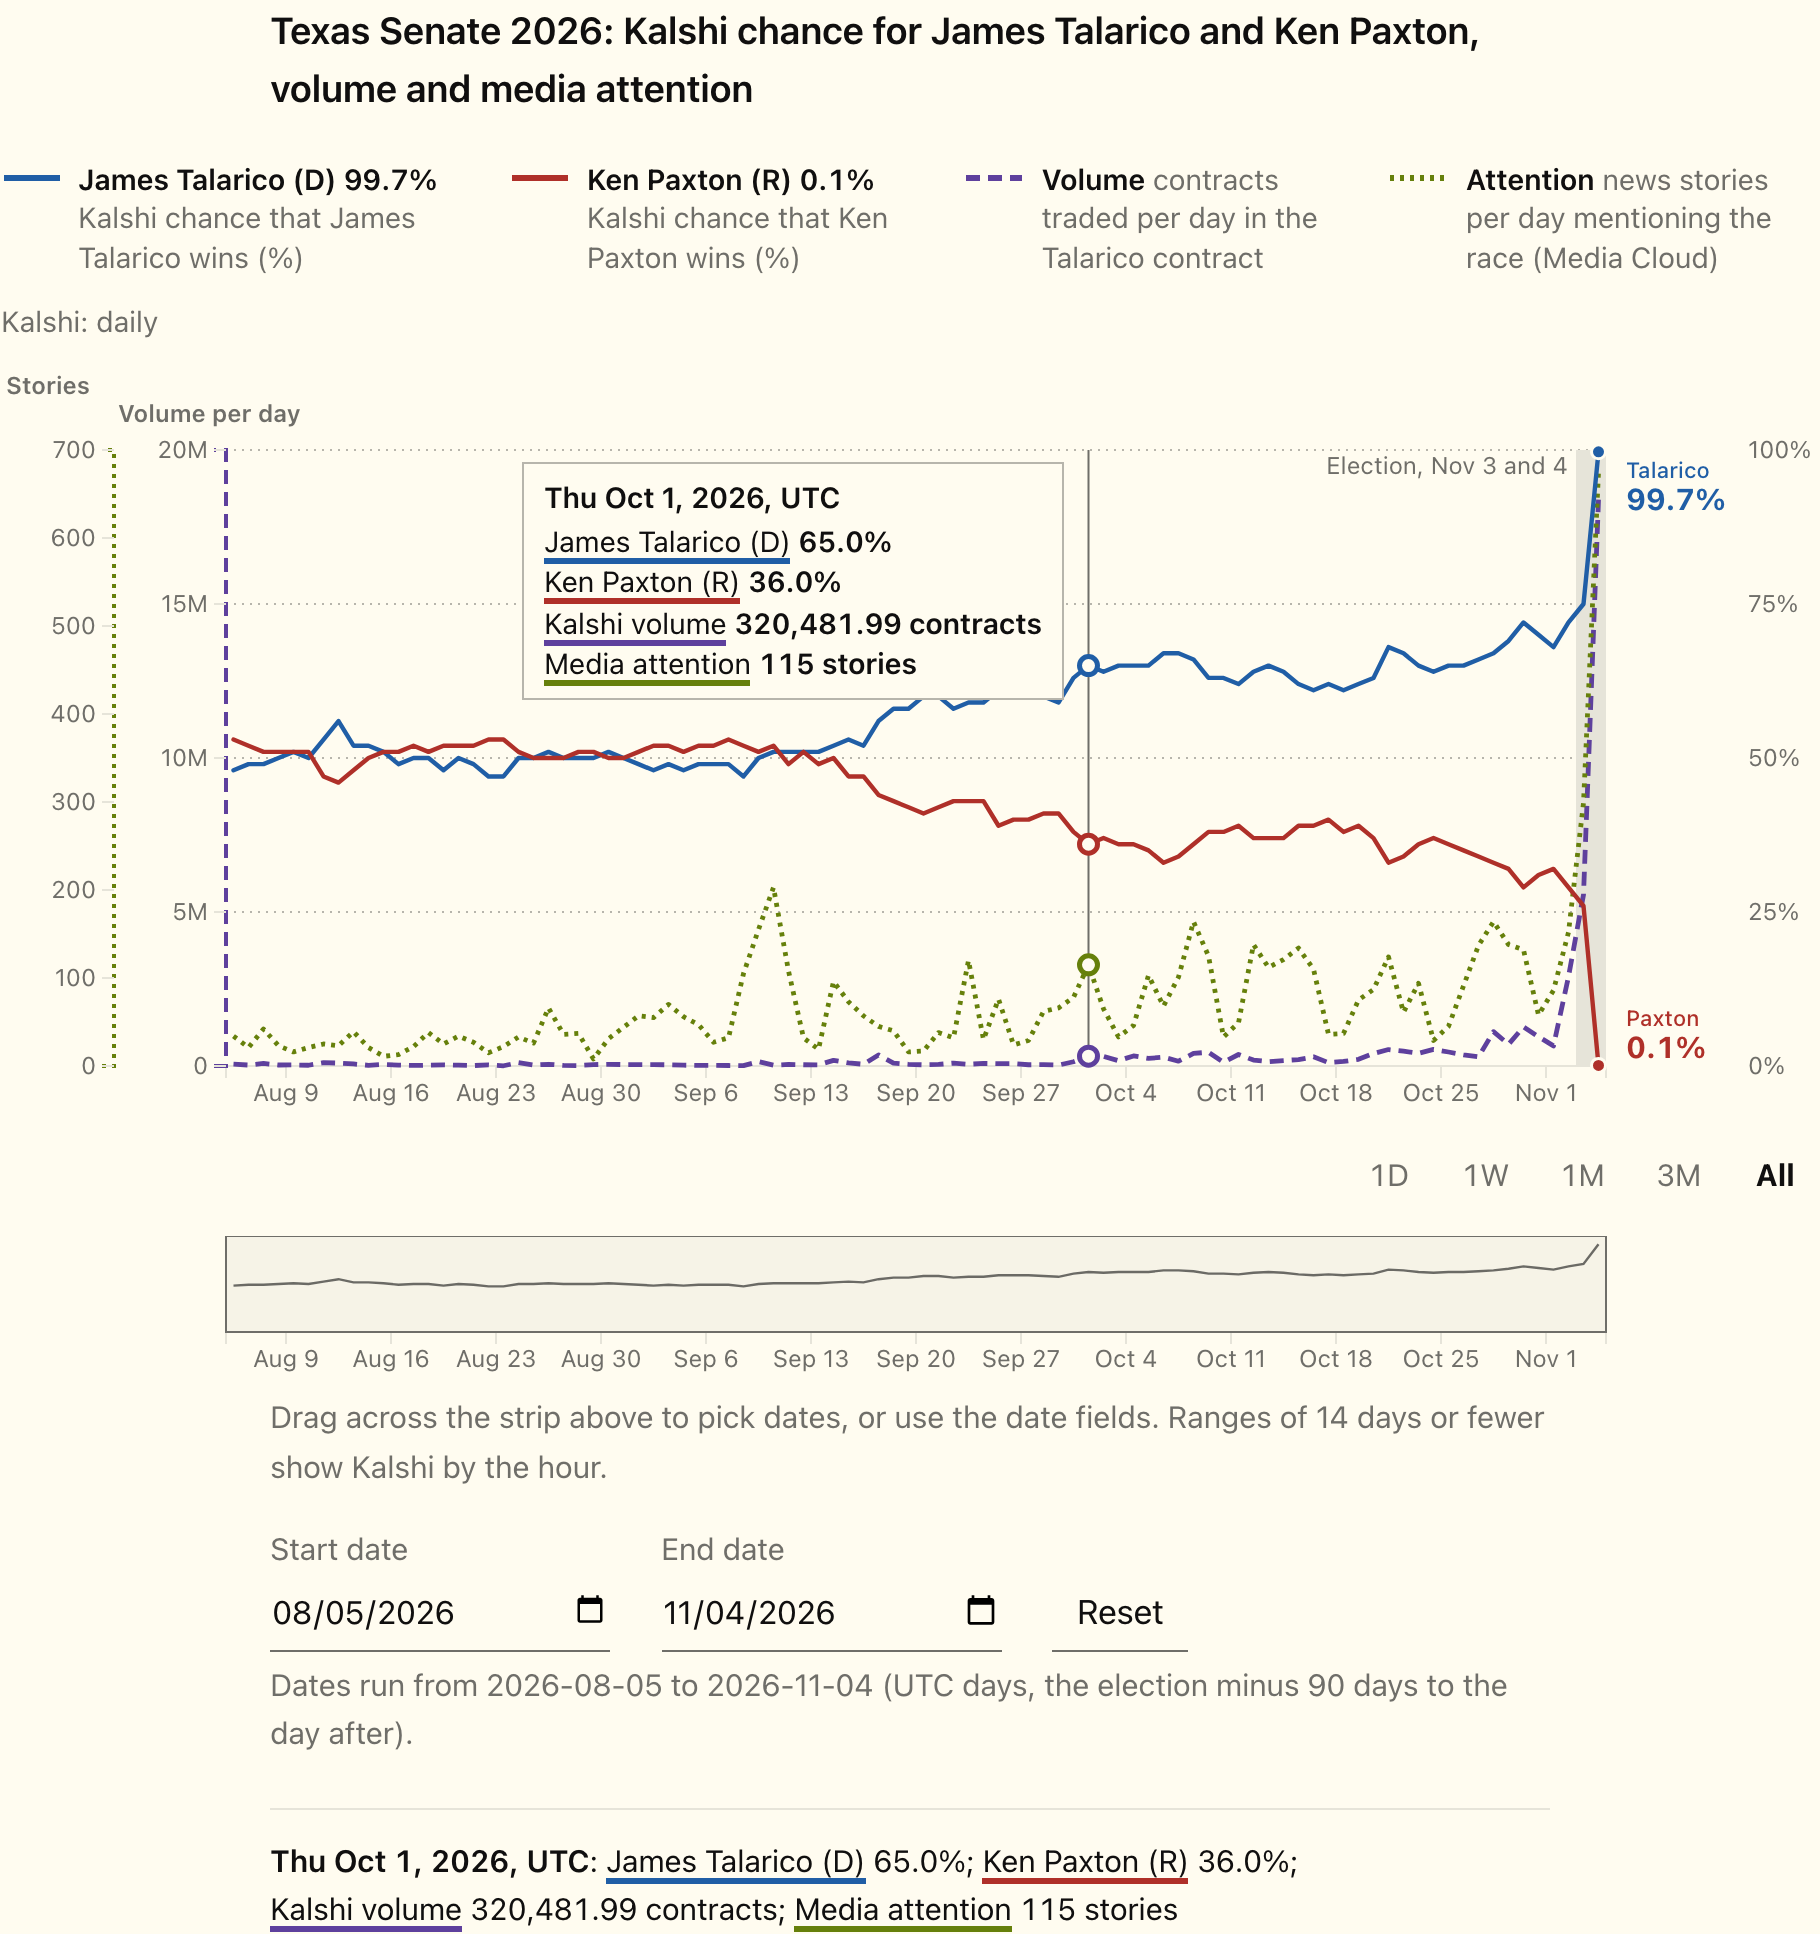 Texas Senate 2026: Kalshi chance for James Talarico and Ken Paxton,
volume and media attention
James Talarico (D) 99.7%
Kalshi chance that James
Talarico wins (%)
Ken Paxton (R) 0.1%
Kalshi chance that Ken
Paxton wins (%)
Volume contracts
traded per day in the
Talarico contract
Attention news stories
per day mentioning the
race (Media Cloud)
Kalshi: daily
Stories
Volume per day
700
600
500
400
300
200
100
0
20M
15M
10M
5M
0
Thu Oct 1, 2026, UTC
James Talarico (D) 65.0%
Ken Paxton (R) 36.0%
Kalshi volume 320,481.99 contracts
Media attention 115 stories
Election, Nov 3 and 4
Talarico
99.7%
Paxton
0.1%
100%
75%
50%
25%
0%
Aug 9 Aug 16 Aug 23 Aug 30 Sep 6 Sep 13 Sep 20 Sep 27 Oct 4 Oct 11 Oct 18 Oct 25 Nov 1
1D 1W 1M 3M All
Aug 9 Aug 16 Aug 23 Aug 30 Sep 6 Sep 13 Sep 20 Sep 27 Oct 4 Oct 11 Oct 18 Oct 25 Nov 1
Drag across the strip above to pick dates, or use the date fields. Ranges of 14 days or fewer
show Kalshi by the hour.
Start date End date
08/05/2026 11/04/2026 Reset
Dates run from 2026-08-05 to 2026-11-04 (UTC days, the election minus 90 days to the
day after).
Thu Oct 1, 2026, UTC: James Talarico (D) 65.0%; Ken Paxton (R) 36.0%;
Kalshi volume 320,481.99 contracts; Media attention 115 stories